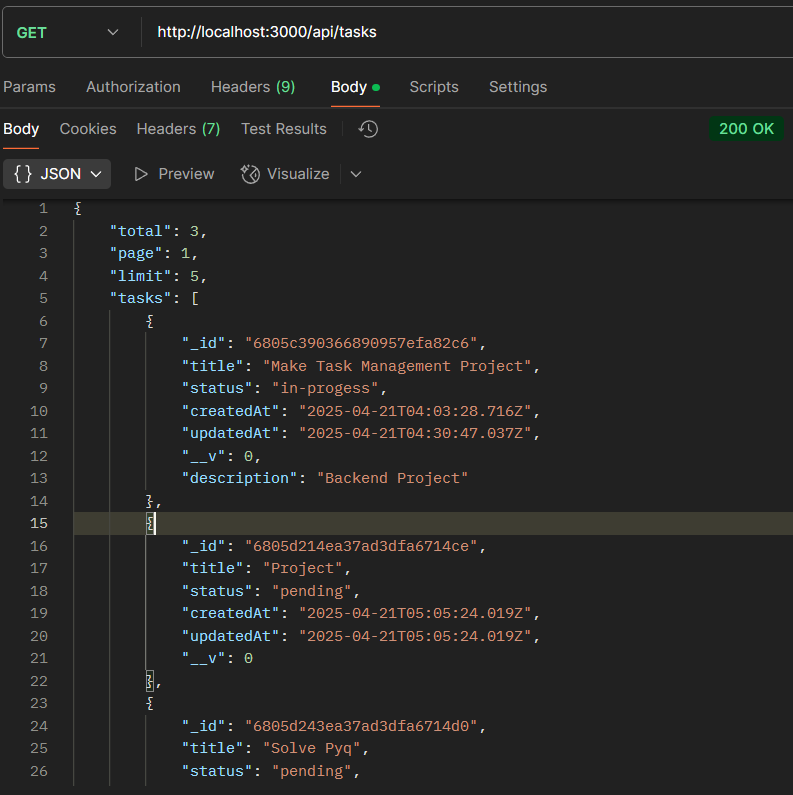 GET http://localhost:3000/api/tasks
Params Authorization Headers (9) Body Scripts Settings
Body Cookies Headers (7) Test Results 200 OK
{} JSON Preview Visualize
1 {
2 "total": 3,
3 "page": 1,
4 "limit": 5,
5 "tasks": [
6 {
7 "_id": "6805c390366890957efa82c6",
8 "title": "Make Task Management Project",
9 "status": "in-progess",
10 "createdAt": "2025-04-21T04:03:28.716Z",
11 "updatedAt": "2025-04-21T04:30:47.037Z",
12 "__v": 0,
13 "description": "Backend Project"
14 },
15 {
16 "_id": "6805d214ea37ad3dfa6714ce",
17 "title": "Project",
18 "status": "pending",
19 "createdAt": "2025-04-21T05:05:24.019Z",
20 "updatedAt": "2025-04-21T05:05:24.019Z",
21 "__v": 0
22 },
23 {
24 "_id": "6805d243ea37ad3dfa6714d0",
25 "title": "Solve Pyq",
26 "status": "pending",